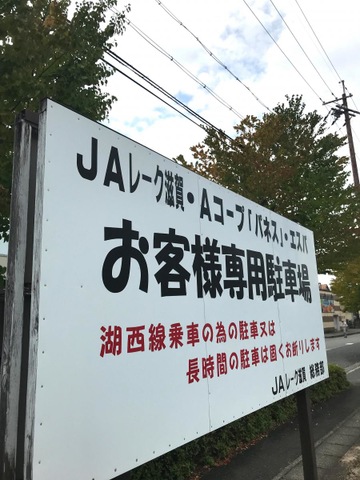 JAレーク滋賀・Aコープ「パネス」・エスパ
お客様専用駐車場
湖西線乗車の為の駐車又は
長時間の駐車は固くお断りします
JAレーク滋賀 総務部